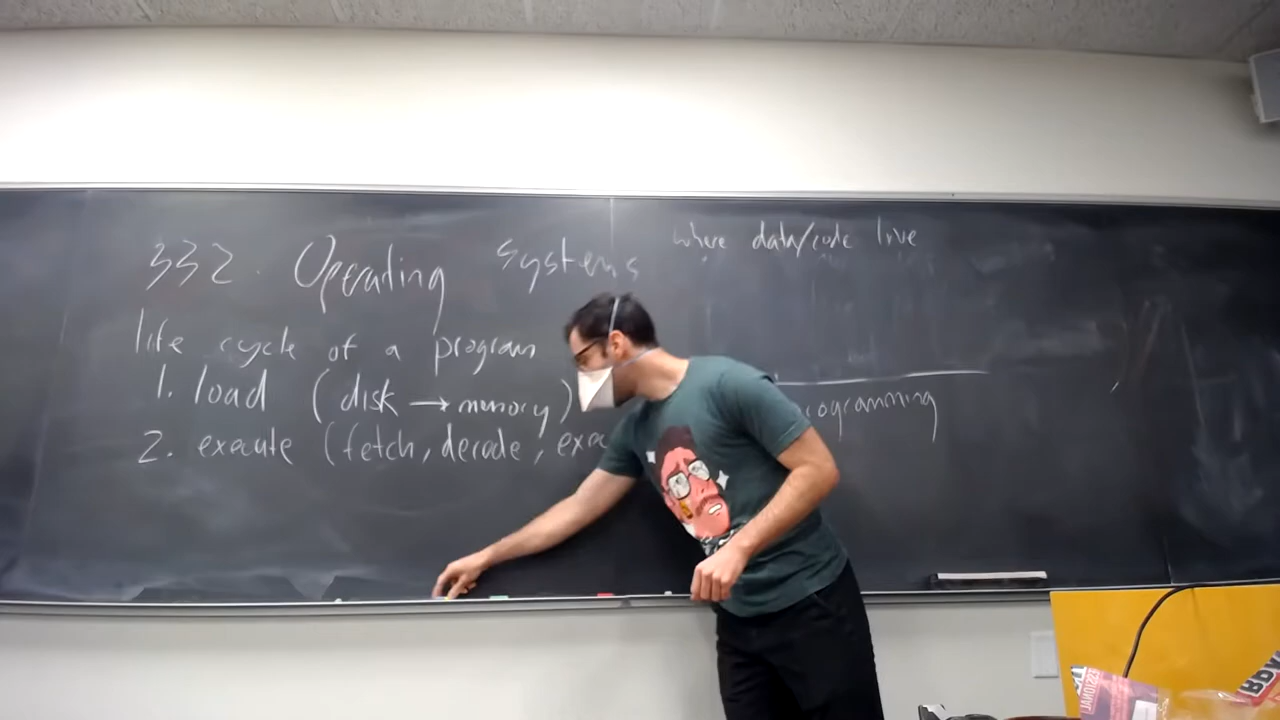 332. Operating Systems
life cycle of a program
1. load (disk → memory)
2. execute (fetch, decode, exe
where data/code live
ogramming